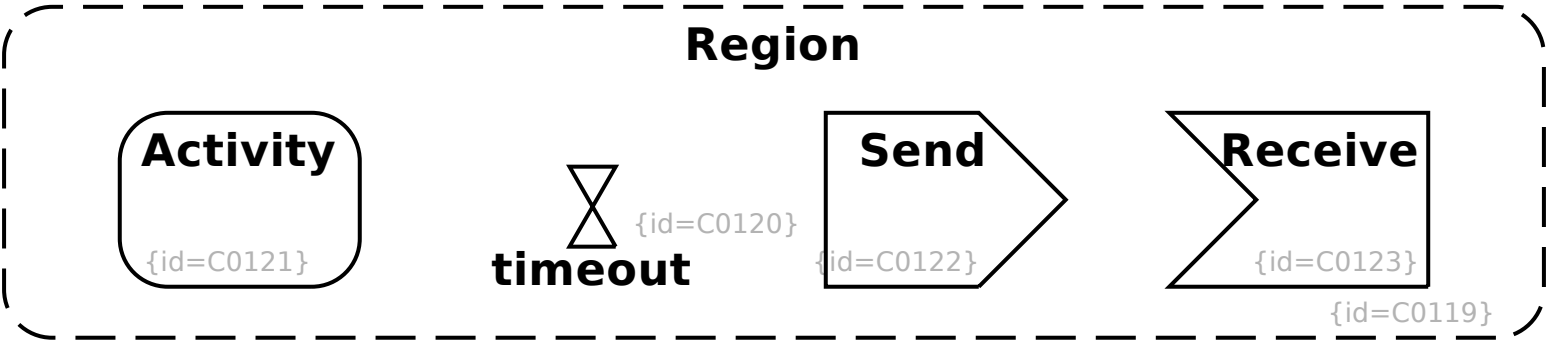 Region
Activity
{id=C0121}
{id=C0120}
timeout
Send
{id=C0122}
Receive
{id=C0123}
{id=C0119}